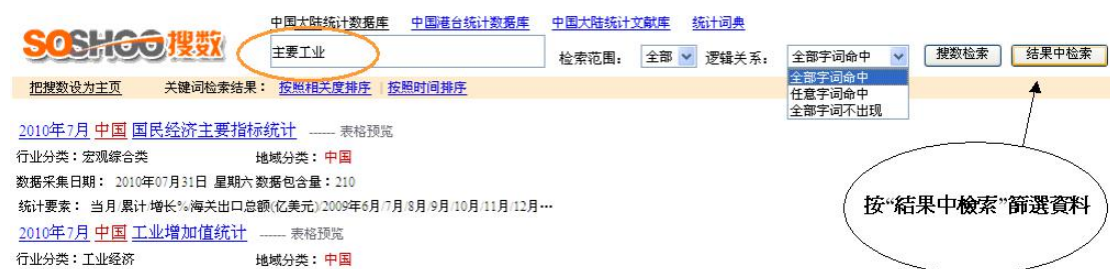 中国大陆统计数据库 中国港台统计数据库 中国大陆统计文献库 统计词典
SOSHOO搜数 主要工业 检索范围： 全部 逻辑关系： 全部字词命中 搜数检索 结果中检索
全部字词命中
任意字词命中
全部字词不出现
把搜数设为主页 关键词检索结果： 按照相关度排序 | 按照时间排序
2010年7月 中国 国民经济主要指标统计 ------ 表格预览
行业分类：宏观综合类 地域分类：中国
数据采集日期： 2010年07月31日 星期六 数据包含量：210
统计要素： 当月/累计/增长%/海关出口总额(亿美元)/2009年6月/7月/8月/9月/10月/11月/12月…
按“結果中檢索”篩選資料
2010年7月 中国 工业增加值统计 ------ 表格预览
行业分类：工业经济 地域分类：中国